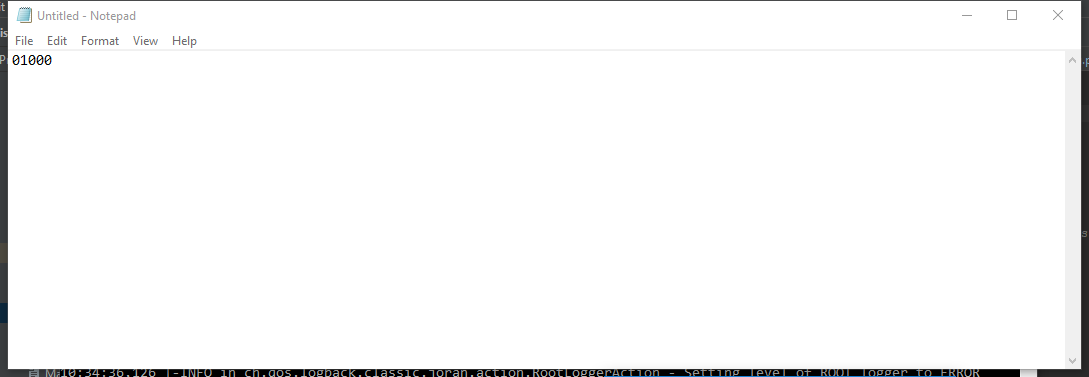 Untitled - Notepad
File Edit Format View Help
01000
10:34:36,126 |-INFO in ch.qos.logback.classic.joran.action.RootLoggerAction - Setting level of ROOT logger to ERROR